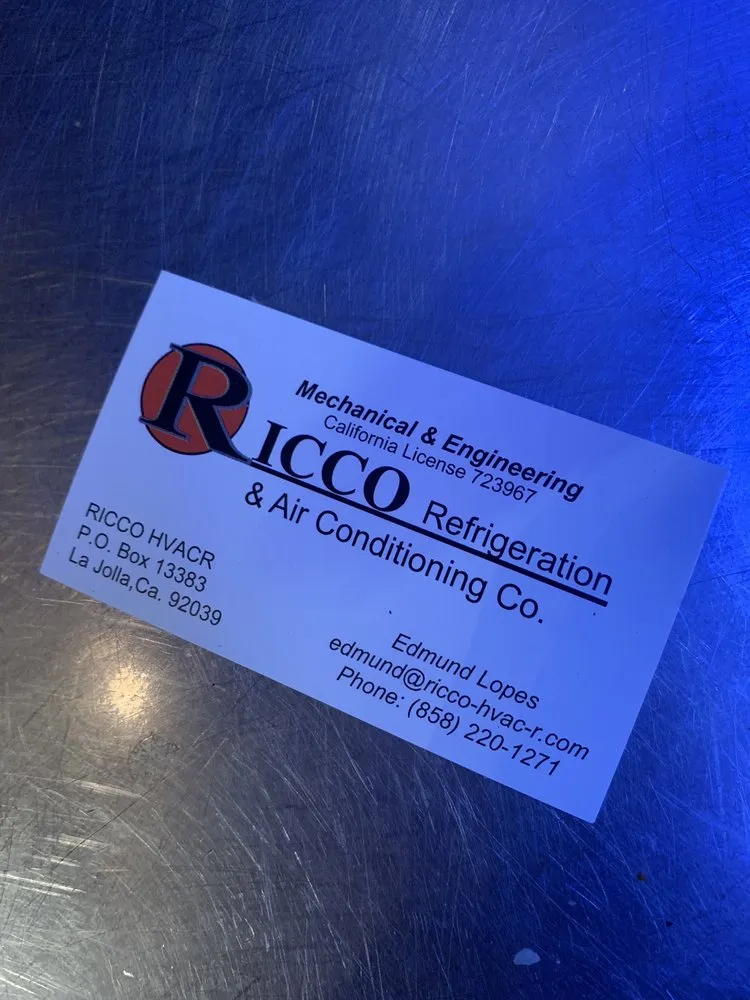 Mechanical & Engineering
California License 723967
RICCO Refrigeration
& Air Conditioning Co.
RICCO HVACR
P.O. Box 13383
La Jolla,Ca. 92039
Edmund Lopes
edmund@ricco-hvac-r.com
Phone: (858) 220-1271